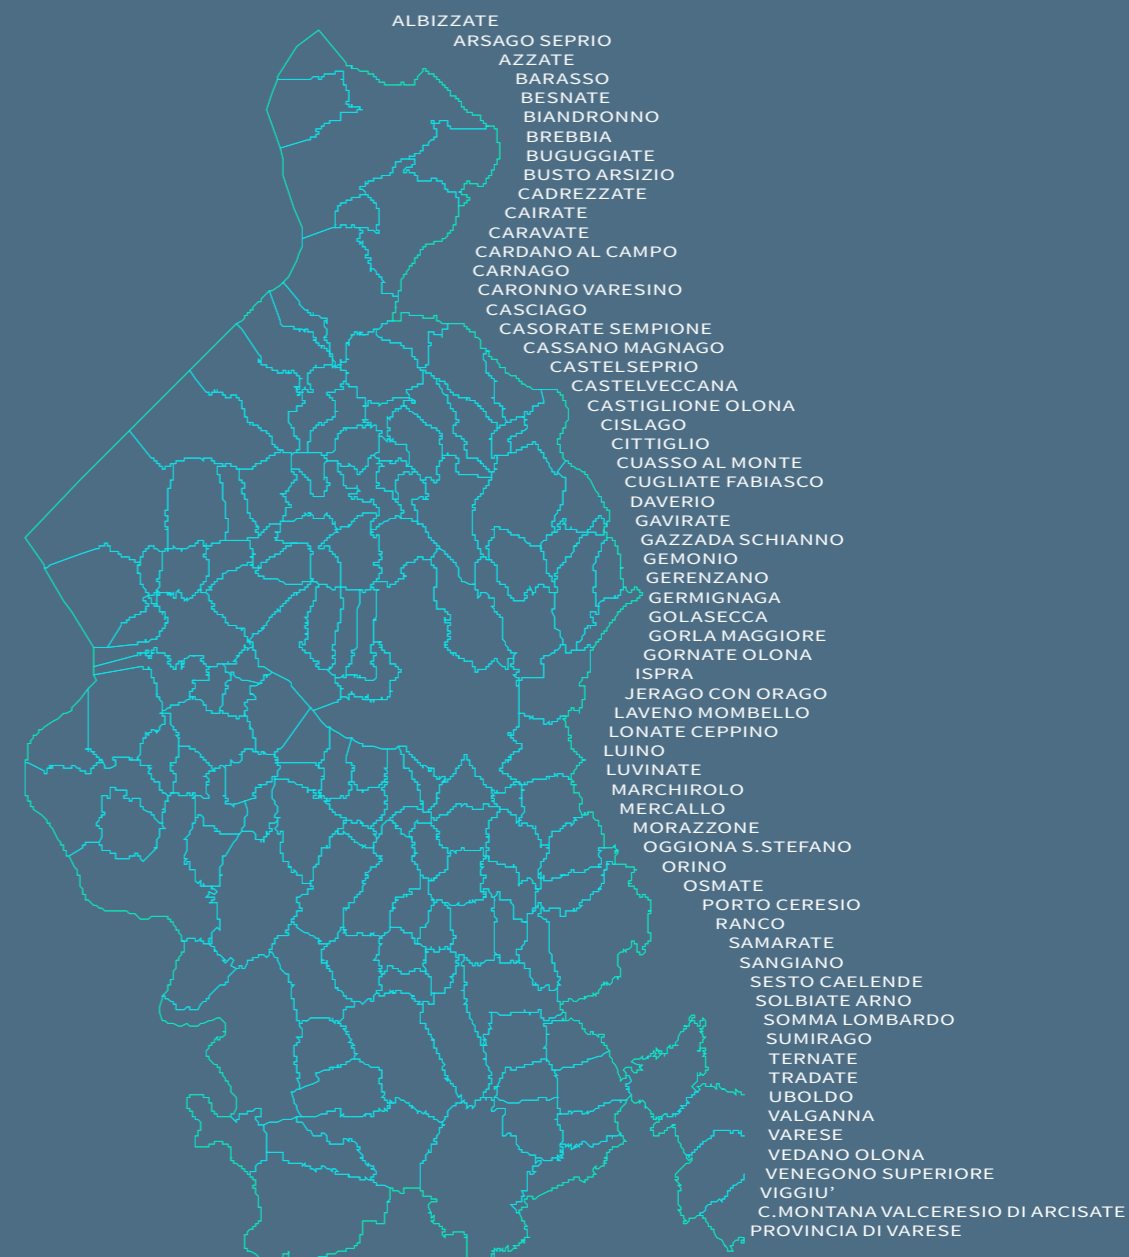 ALBIZZATE
ARSAGO SEPRIO
AZZATE
BARASSO
BESNATE
BIANDRONNO
BREBBIA
BUGUGGIATE
BUSTO ARSIZIO
CADREZZATE
CAIRATE
CARAVATE
CARDANO AL CAMPO
CARNAGO
CARONNO VARESINO
CASCIAGO
CASORATE SEMPIONE
CASSANO MAGNAGO
CASTELSEPRIO
CASTELVECCANA
CASTIGLIONE OLONA
CISLAGO
CITTIGLIO
CUASSO AL MONTE
CUGLIATE FABIASCO
DAVERIO
GAVIRATE
GAZZADA SCHIANNO
GEMONIO
GERENZANO
GERMIGNAGA
GOLASECCA
GORLA MAGGIORE
GORNATE OLONA
ISPRA
JERAGO CON ORAGO
LAVENO MOMBELLO
LONATE CEPPINO
LUINO
LUVINATE
MARCHIROLO
MERCALLO
MORAZZONE
OGGIONA S.STEFANO
ORINO
OSMATE
PORTO CERESIO
RANCO
SAMARATE
SANGIANO
SESTO CAELENDE
SOLBIATE ARNO
SOMMA LOMBARDO
SUMIRAGO
TERNATE
TRADATE
UBOLDO
VALGANNA
VARESE
VEDANO OLONA
VENEGONO SUPERIORE
VIGGIU’
C.MONTANA VALCERESIO DI ARCISATE
PROVINCIA DI VARESE